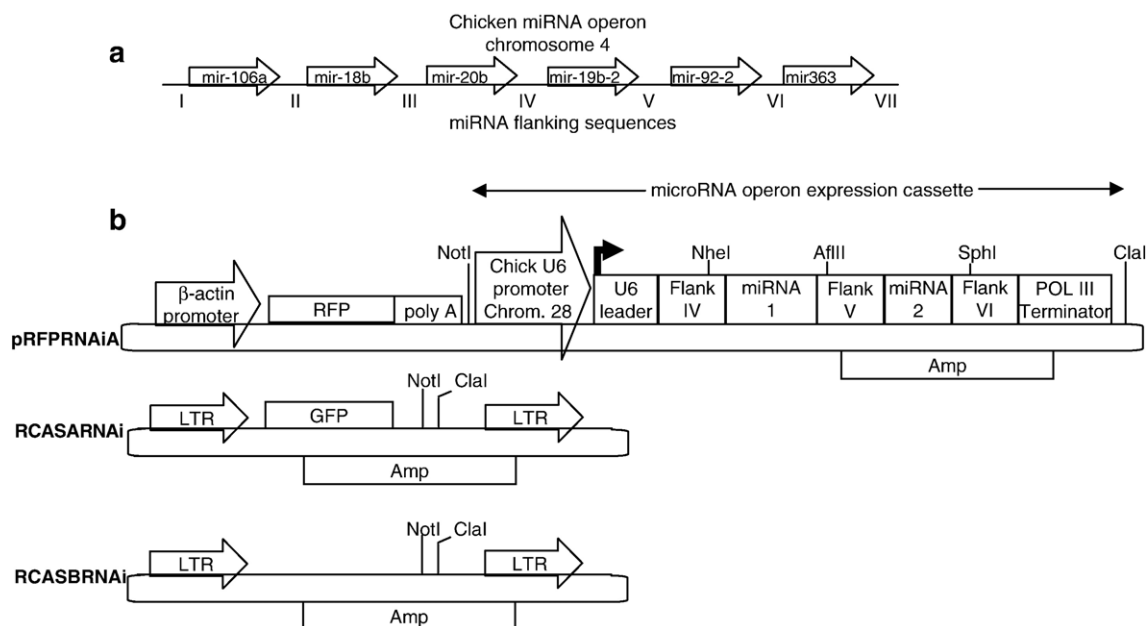 a
Chicken miRNA operon
chromosome 4
mir-106a mir-18b mir-20b mir-19b-2 mir-92-2 mir363
I II III IV V VI VII
miRNA flanking sequences
microRNA operon expression cassette
b
NotI NheI AflII SphI ClaI
β-actin
promoter
RFP
poly A
Chick U6
promoter
Chrom. 28
U6
leader
Flank
IV
miRNA
1
Flank
V
miRNA
2
Flank
VI
POL III
Terminator
pRFPRNAiA
Amp
NotI ClaI
LTR GFP LTR
RCASARNAi
Amp
NotI ClaI
LTR LTR
RCASBRNAi
Amp